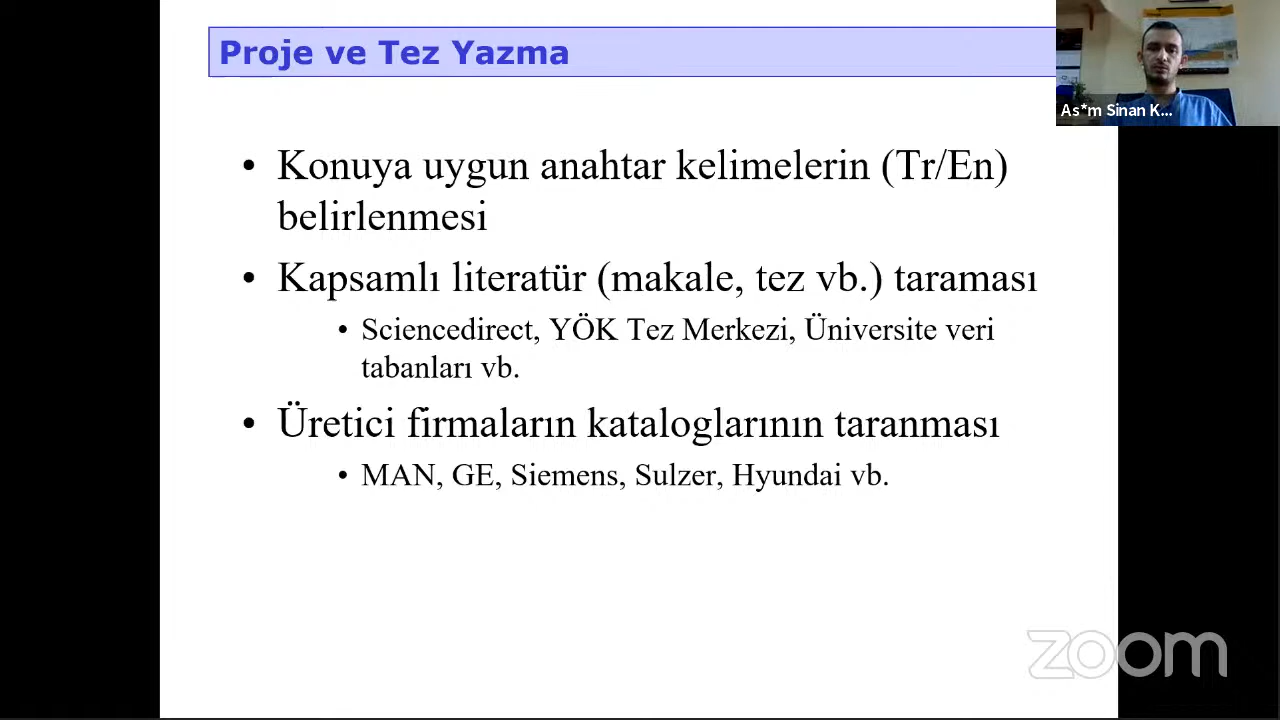 Proje ve Tez Yazma
As*m Sinan K...
• Konuya uygun anahtar kelimelerin (Tr/En)
belirlenmesi
• Kapsamlı literatür (makale, tez vb.) taraması
• Sciencedirect, YÖK Tez Merkezi, Üniversite veri
tabanları vb.
• Üretici firmaların kataloglarının taranması
• MAN, GE, Siemens, Sulzer, Hyundai vb.
zoom